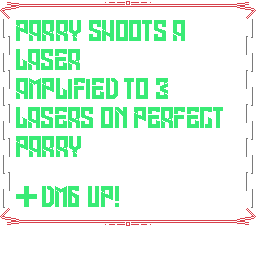 PARRY SHOOTS A
LASER
AMPLIFIED TO 3
LASERS ON PERFECT
PARRY
+ DMG UP!